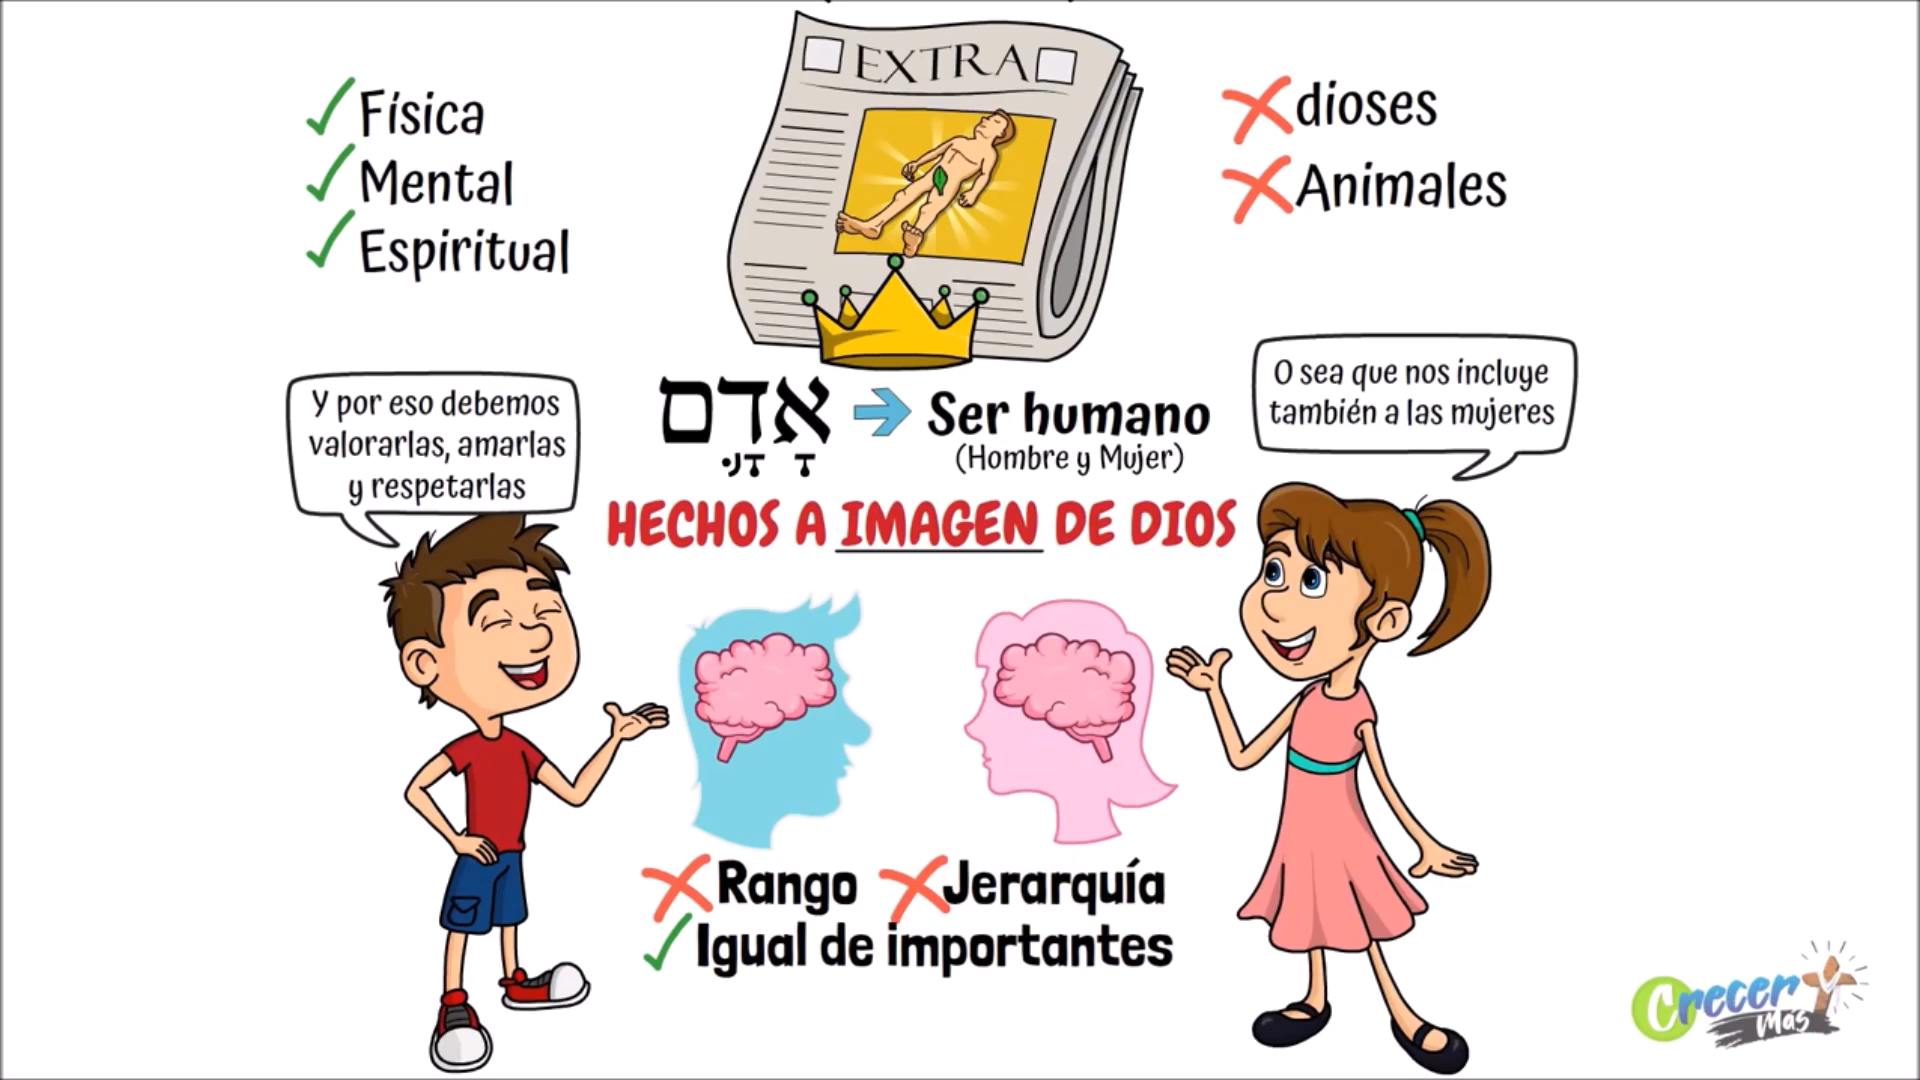 EXTRA
Física
Mental
Espiritual
dioses
Animales
Y por eso debemos
valorarlas, amarlas
y respetarlas
O sea que nos incluye
también a las mujeres
אָדָם
Ser humano
(Hombre y Mujer)
HECHOS A IMAGEN DE DIOS
Rango
Jerarquía
Igual de importantes
Crecer
Más